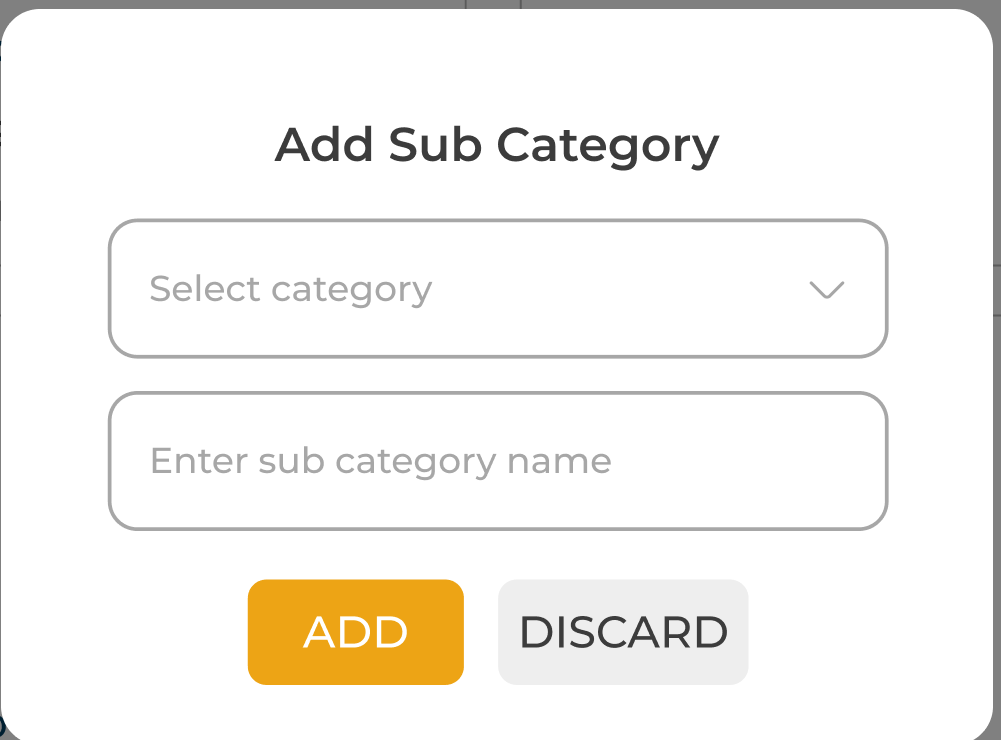 Add Sub Category
Select category
Enter sub category name
ADD
DISCARD